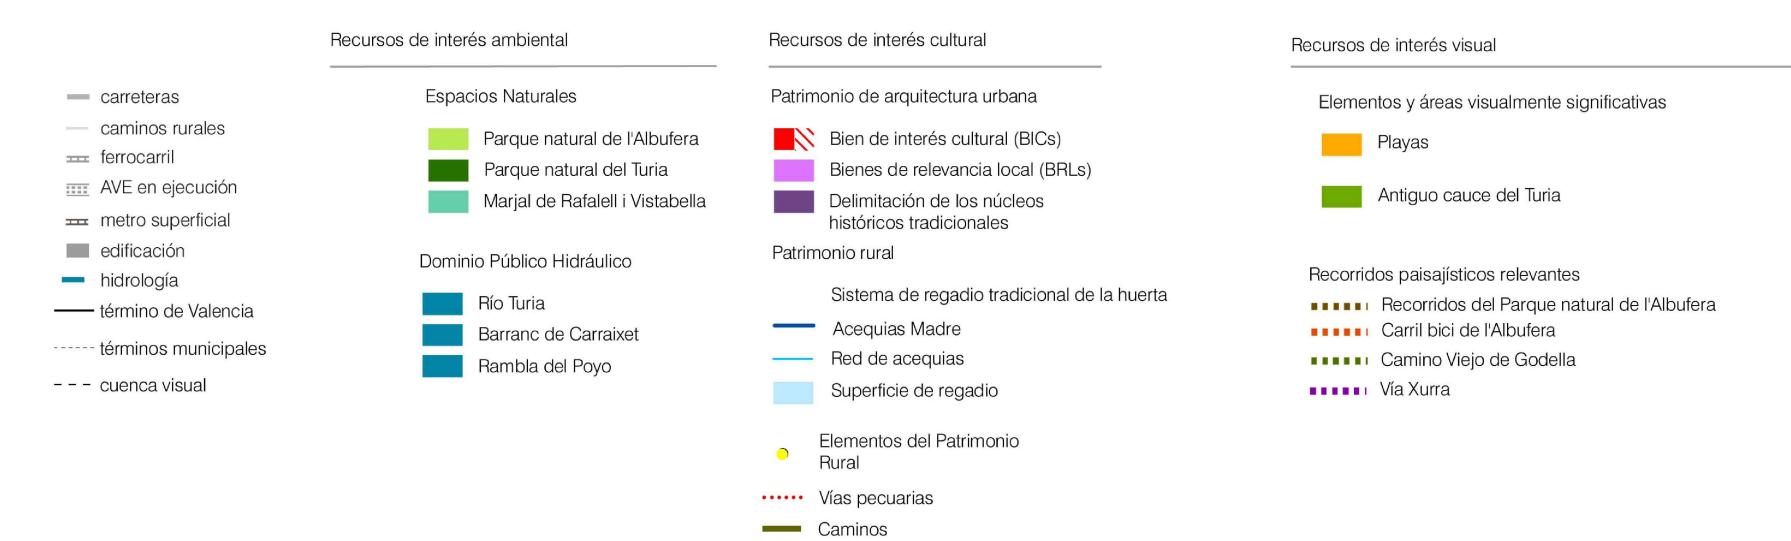 carreteras
caminos rurales
ferrocarril
AVE en ejecución
metro superficial
edificación
hidrología
término de Valencia
términos municipales
cuenca visual
Recursos de interés ambiental
Espacios Naturales
Parque natural de l'Albufera
Parque natural del Turia
Marjal de Rafalell i Vistabella
Dominio Público Hidráulico
Río Turia
Barranc de Carraixet
Rambla del Poyo
Recursos de interés cultural
Patrimonio de arquitectura urbana
Bien de interés cultural (BICs)
Bienes de relevancia local (BRLs)
Delimitación de los núcleos
históricos tradicionales
Patrimonio rural
Sistema de regadio tradicional de la huerta
Acequias Madre
Red de acequias
Superficie de regadio
Elementos del Patrimonio
Rural
Vías pecuarias
Caminos
Recursos de interés visual
Elementos y áreas visualmente significativas
Playas
Antiguo cauce del Turia
Recorridos paisajísticos relevantes
Recorridos del Parque natural de l'Albufera
Carril bici de l'Albufera
Camino Viejo de Godella
Vía Xurra